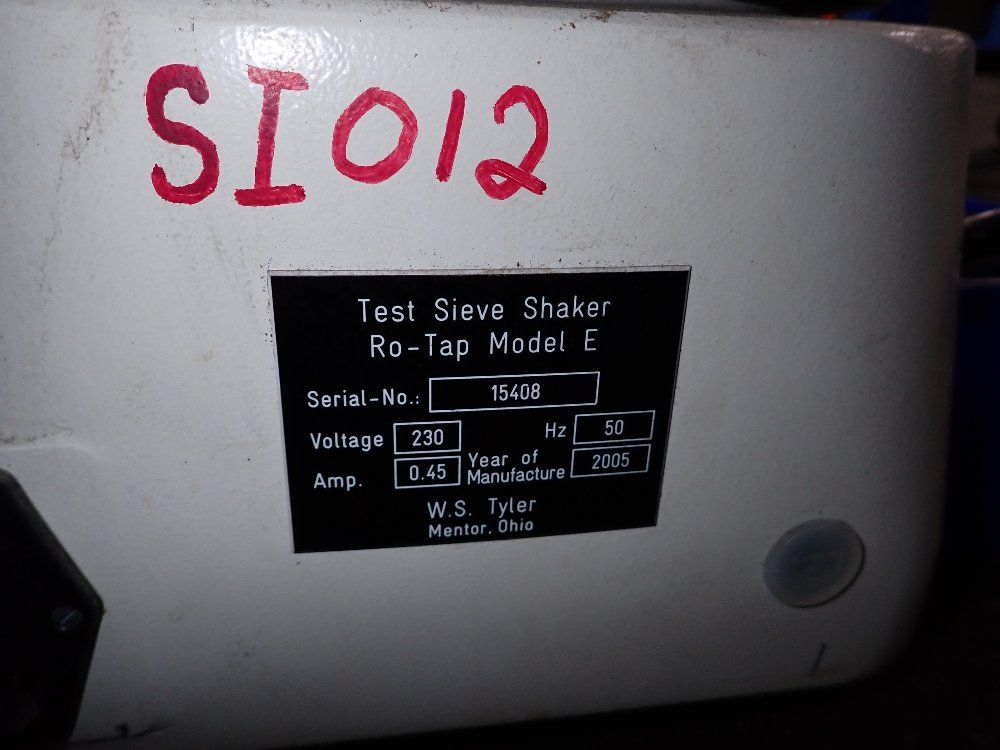 SI012
Test Sieve Shaker
Ro-Tap Model E
Serial-No.: 15408
Voltage 230 Hz 50
Amp. 0.45 Year of Manufacture 2005
W.S. Tyler
Mentor, Ohio